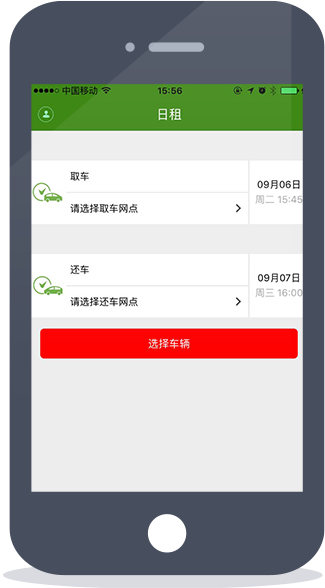 中国移动 15:56
日租
取车
09月06日
周二 15:45
请选择取车网点
还车
09月07日
周三 16:00
请选择还车网点
选择车辆